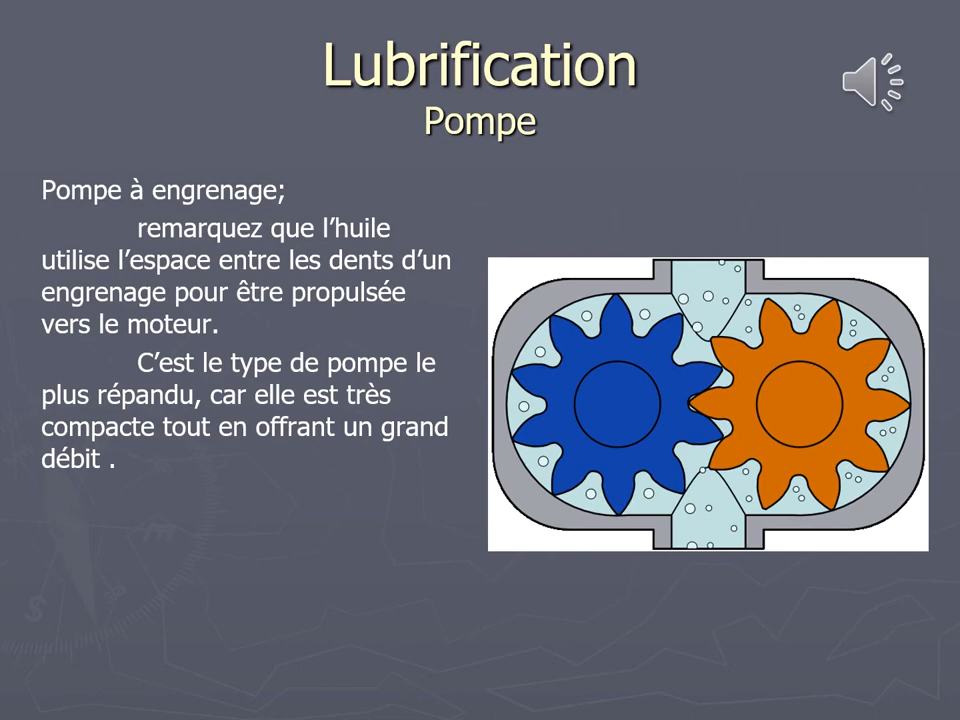 Lubrification
Pompe
Pompe à engrenage;
remarquez que l’huile
utilise l’espace entre les dents d’un
engrenage pour être propulsée
vers le moteur.
C’est le type de pompe le
plus répandu, car elle est très
compacte tout en offrant un grand
débit .
S